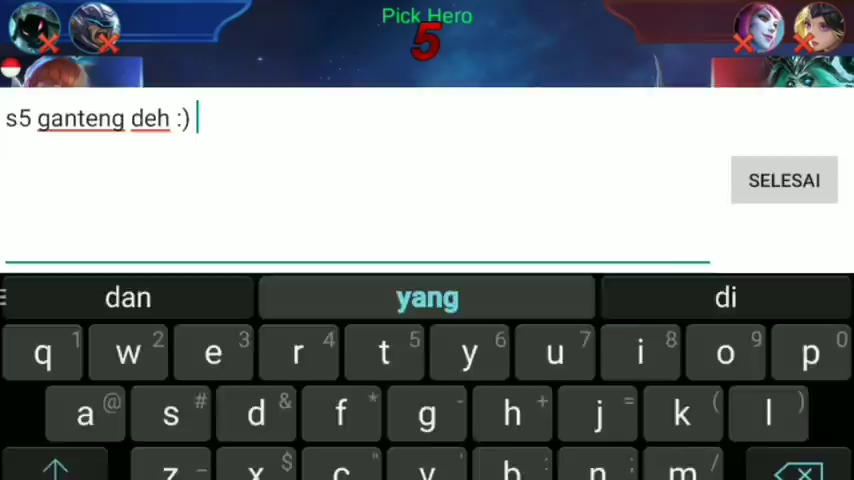 Pick Hero
5
s5 ganteng deh :)
SELESAI
dan yang di
q 1 w 2 e 3 r 4 t 5 y 6 u 7 i 8 o 9 p 0
a @ s # d & f * g - h + j = k ( l )
z _ x $ c " v ' b : n ; m /